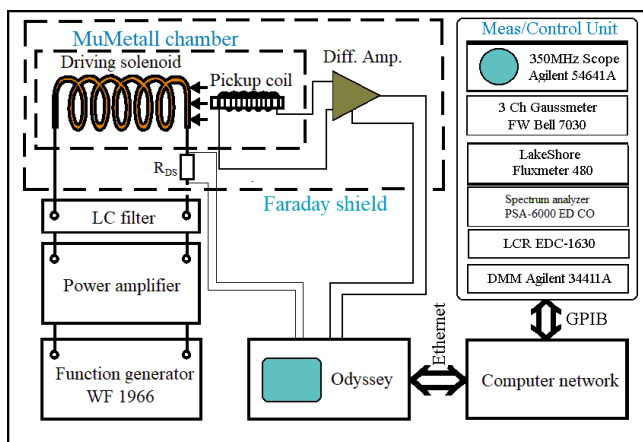 MuMetall chamber
Driving solenoid
Pickup coil
Diff. Amp.
RDS
Faraday shield
LC filter
Power amplifier
Function generator
WF 1966
Odyssey
Ethernet
Computer network
GPIB
Meas/Control Unit
350MHz Scope
Agilent 54641A
3 Ch Gaussmeter
FW Bell 7030
LakeShore
Fluxmeter 480
Spectrum analyzer
PSA-6000 ED CO
LCR EDC-1630
DMM Agilent 34411A